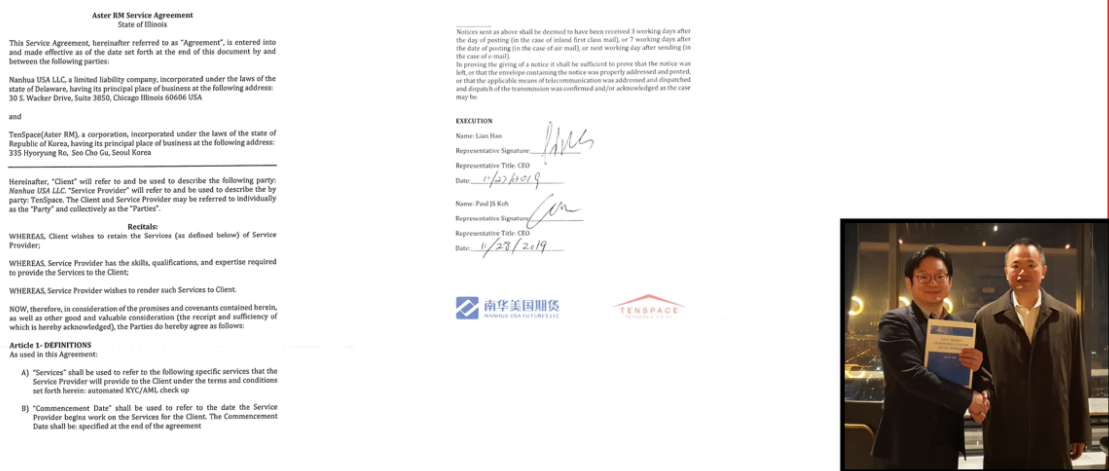 Aster RM Service Agreement
State of Illinois
This Service Agreement, hereinafter referred to as "Agreement", is entered into
and made effective as of the date set forth at the end of this document by and
between the following parties:
Nanhua USA LLC, a limited liability company, incorporated under the laws of the
state of Delaware, having its principal place of business at the following address:
30 S. Wacker Drive, Suite 3850, Chicago Illinois 60606 USA
and
TenSpace(Aster RM), a corporation, incorporated under the laws of the state of
Republic of Korea, having its principal place of business at the following address:
335 Hyoryung Ro, Seo Cho Gu, Seoul Korea
Hereinafter, "Client" will refer to and be used to describe the following party:
Nanhua USA LLC. "Service Provider" will refer to and be used to describe the by
party: TenSpace. The Client and Service Provider may be referred to individually
as the "Party" and collectively as the "Parties".
Recitals:
WHEREAS, Client wishes to retain the Services (as defined below) of Service
Provider;
WHEREAS, Service Provider has the skills, qualifications, and expertise required
to provide the Services to the Client;
WHEREAS, Service Provider wishes to render such Services to Client.
NOW, therefore, in consideration of the promises and covenants contained herein,
as well as other good and valuable consideration (the receipt and sufficiency of
which is hereby acknowledged), the Parties do hereby agree as follows:
Article 1- DEFINITIONS
As used in this Agreement:
A) "Services" shall be used to refer to the following specific services that the
Service Provider will provide to the Client under the terms and conditions
set forth herein: automated KYC/AML check up
B) "Commencement Date" shall be used to refer to the date the Service
Provider begins work on the Services for the Client. The Commencement
Date shall be: specified at the end of the agreement
Notices sent as above shall be deemed to have been received 3 working days after
the day of posting (in the case of inland first class mail), or 7 working days after
the date of posting (in the case of air mail), or next working day after sending (in
the case of e-mail).
In proving the giving of a notice it shall be sufficient to prove that the notice was
left, or that the envelope containing the notice was properly addressed and posted,
or that the applicable means of telecommunication was addressed and dispatched
and dispatch of the transmission was confirmed and/or acknowledged as the case
may be.
EXECUTION
Name: Lian Hao
Representative Signature:
Representative Title: CEO
Date: 11/27/2019
Name: Paul JS Koh
Representative Signature
Representative Title: CEO
Date: 11/28/2019
南华美国期货
NANHUA USA FUTURES LLC
TENSPACE